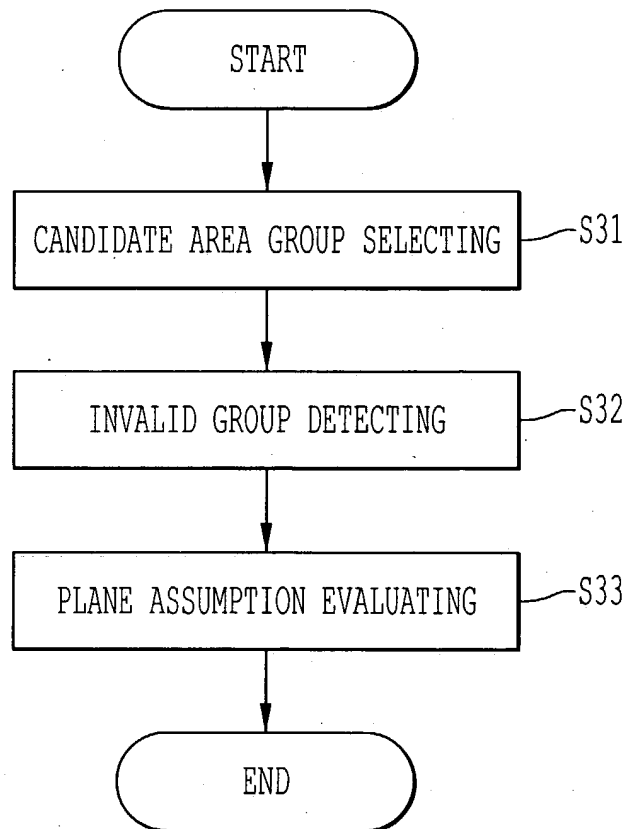 START
CANDIDATE AREA GROUP SELECTING
S31
INVALID GROUP DETECTING
S32
PLANE ASSUMPTION EVALUATING
S33
END